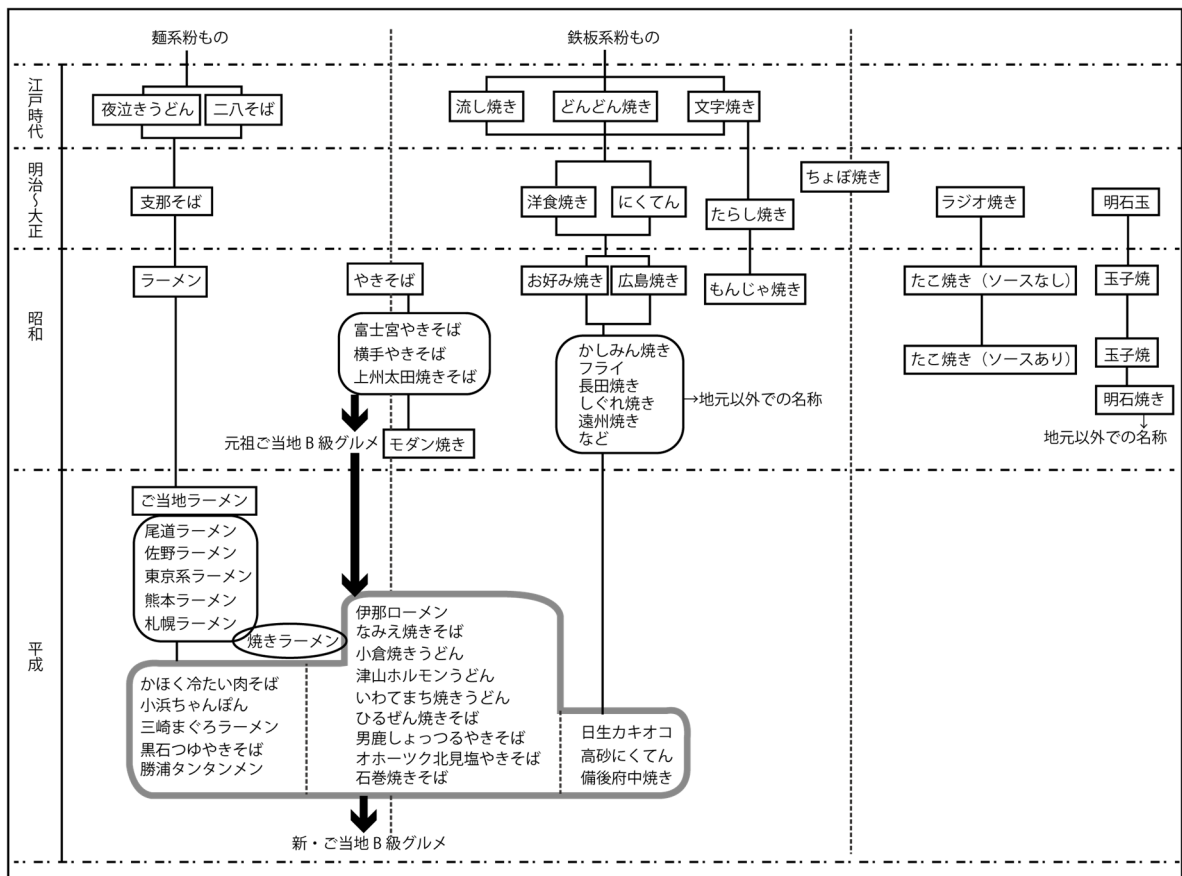 麺系粉もの
鉄板系粉もの
江戸時代
夜泣きうどん
二八そば
流し焼き
どんどん焼き
文字焼き
明治～大正
支那そば
洋食焼き
にくてん
たらし焼き
ちょぼ焼き
ラジオ焼き
明石玉
昭和
ラーメン
やきそば
お好み焼き
広島焼き
もんじゃ焼き
たこ焼き（ソースなし）
玉子焼
富士宮やきそば
横手やきそば
上州太田焼きそば
かしみん焼き
フライ
長田焼き
しぐれ焼き
遠州焼き
など
→地元以外での名称
たこ焼き（ソースあり）
玉子焼
明石焼き
↓
地元以外での名称
元祖ご当地Ｂ級グルメ
モダン焼き
平成
ご当地ラーメン
尾道ラーメン
佐野ラーメン
東京系ラーメン
熊本ラーメン
札幌ラーメン
焼きラーメン
かほく冷たい肉そば
小浜ちゃんぽん
三崎まぐろラーメン
黒石つゆやきそば
勝浦タンタンメン
伊那ローメン
なみえ焼きそば
小倉焼きうどん
津山ホルモンうどん
いわてまち焼きうどん
ひるぜん焼きそば
男鹿しょっつるやきそば
オホーツク北見塩やきそば
石巻焼きそば
日生カキオコ
高砂にくてん
備後府中焼き
新・ご当地Ｂ級グルメ